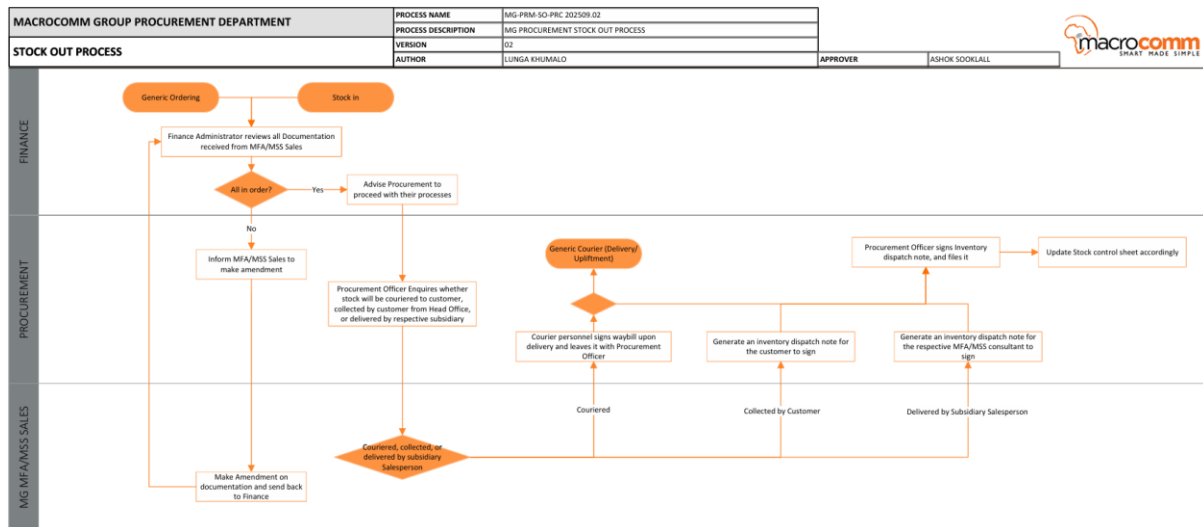 MACROCOMM GROUP PROCUREMENT DEPARTMENT
STOCK OUT PROCESS
PROCESS NAME
MG-PRM-SO-PRC 202509.02
PROCESS DESCRIPTION
MG PROCUREMENT STOCK OUT PROCESS
VERSION
02
AUTHOR
LUNGA KHUMALO
APPROVER
ASHOK SOOKLALL
macrocomm
SMART MADE SIMPLE
FINANCE
Generic Ordering
Stock in
Finance Administrator reviews all Documentation
received from MFA/MSS Sales
All in order?
Yes
Advise Procurement to
proceed with their processes
No
PROCUREMENT
Inform MFA/MSS Sales to
make amendment
Procurement Officer Enquires whether
stock will be couriered to customer,
collected by customer from Head Office,
or delivered by respective subsidiary
Generic Courier (Delivery/
Upliftment)
Procurement Officer signs Inventory
dispatch note, and files it
Update Stock control sheet accordingly
Courier personnel signs waybill upon
delivery and leaves it with Procurement
Officer
Generate an inventory dispatch note for
the customer to sign
Generate an inventory dispatch note for
the respective MFA/MSS consultant to
sign
MG MFA/MSS SALES
Couriered
Collected by Customer
Delivered by Subsidiary Salesperson
Couriered, collected, or
delivered by subsidiary
Salesperson
Make Amendment on
documentation and send back
to Finance